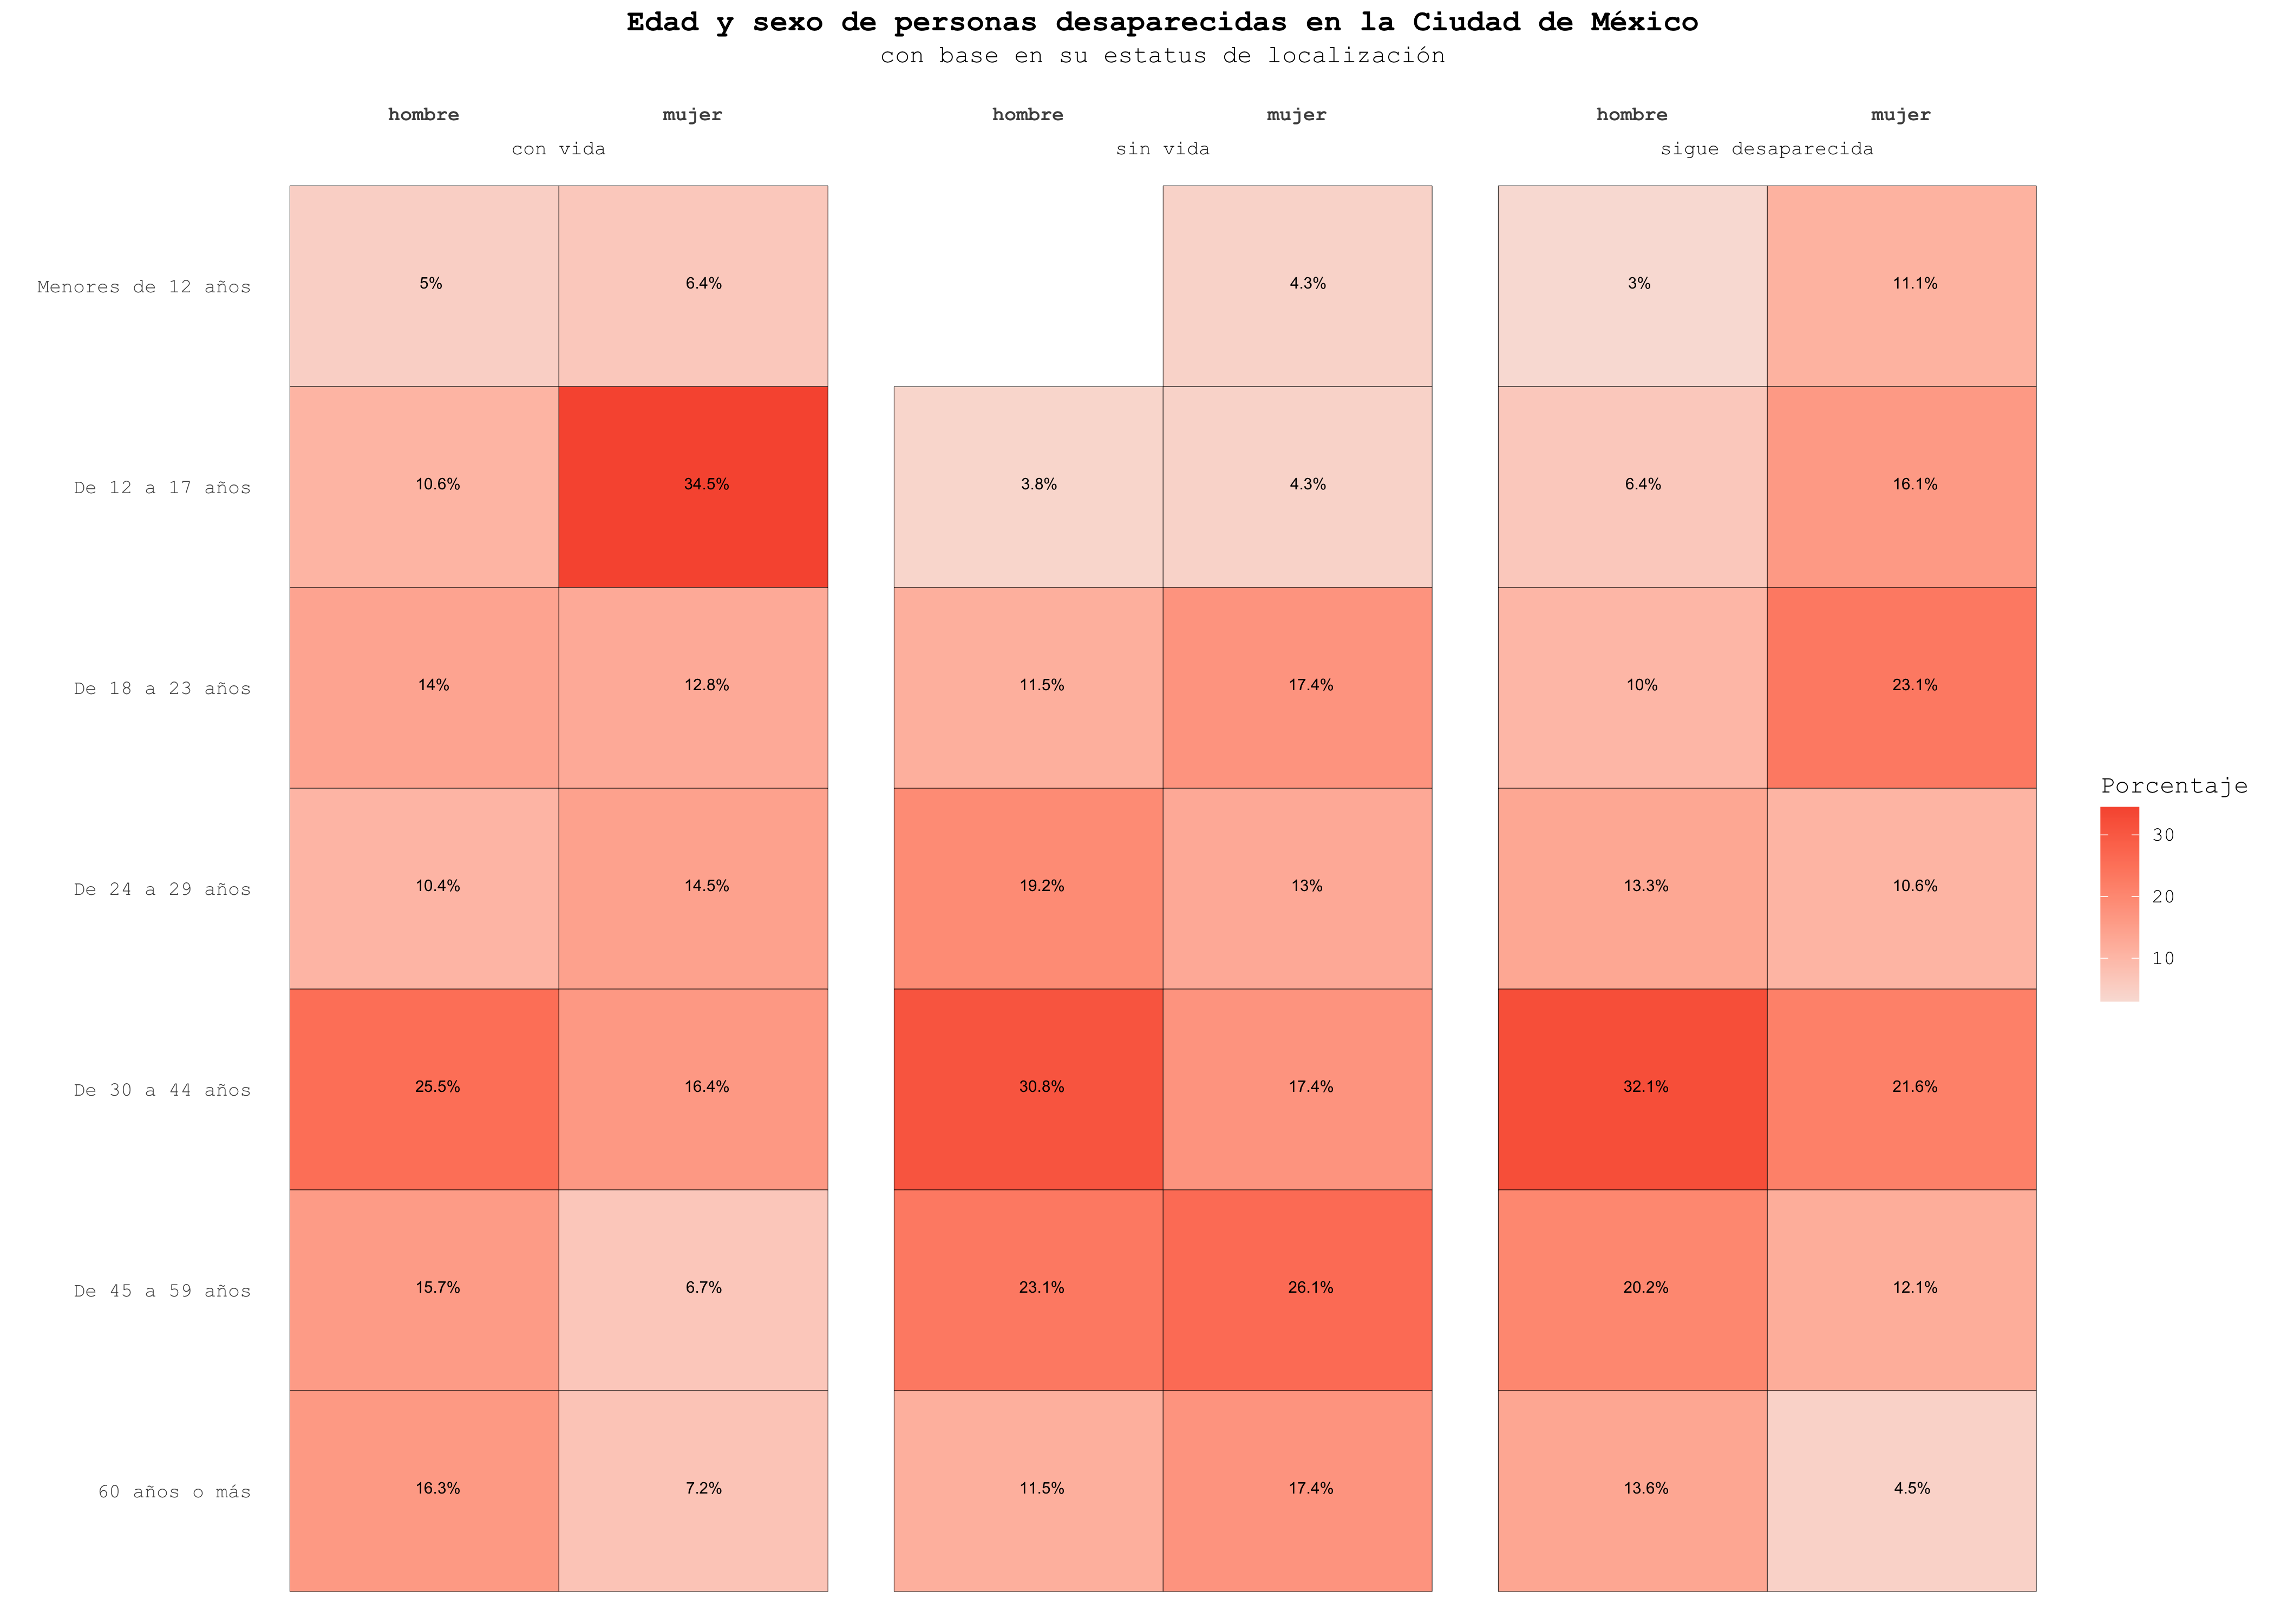 Edad y sexo de personas desaparecidas en la Ciudad de México
con base en su estatus de localización
hombre mujer hombre mujer hombre mujer
con vida sin vida sigue desaparecida
Menores de 12 años 5% 6.4% 4.3% 3% 11.1%
De 12 a 17 años 10.6% 34.5% 3.8% 4.3% 6.4% 16.1%
De 18 a 23 años 14% 12.8% 11.5% 17.4% 10% 23.1%
De 24 a 29 años 10.4% 14.5% 19.2% 13% 13.3% 10.6%
De 30 a 44 años 25.5% 16.4% 30.8% 17.4% 32.1% 21.6%
De 45 a 59 años 15.7% 6.7% 23.1% 26.1% 20.2% 12.1%
60 años o más 16.3% 7.2% 11.5% 17.4% 13.6% 4.5%
Porcentaje
30
20
10